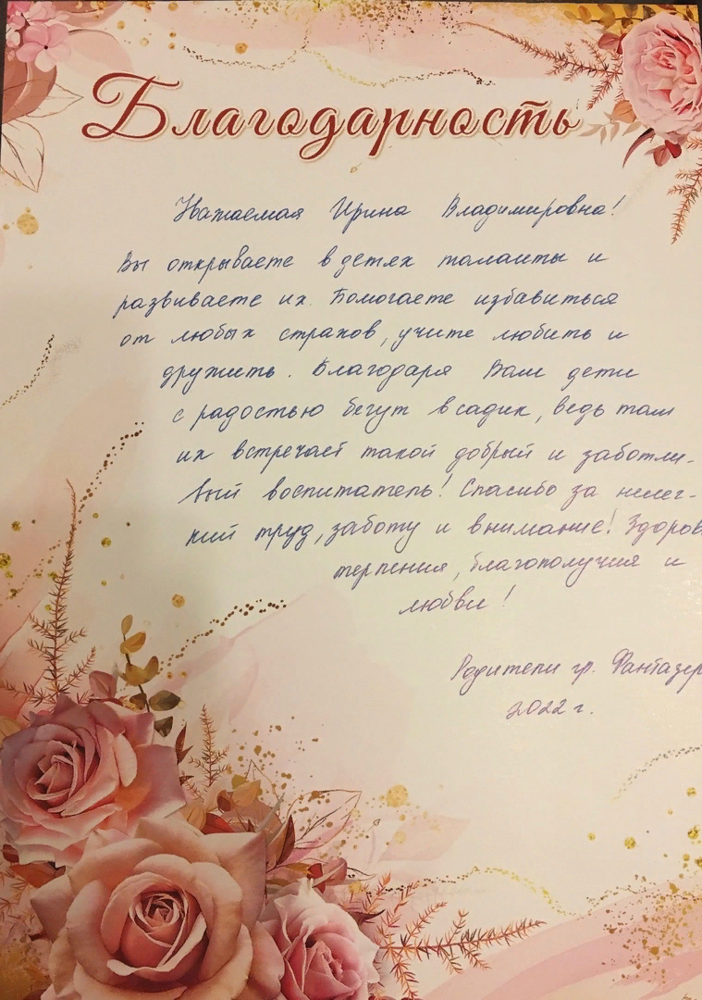 Благодарность
Уважаемая Ирина Владимировна!
Вы открываете в детях таланты и
развиваете их. Помогаете избавиться
от любых страхов, учите любить и
дружить. Благодаря Вам дети
с радостью бегут в садик, ведь там
их встречает такой добрый и заботли-
вый воспитатель! Спасибо за нелег-
кий труд, заботу и внимание! Здоров
терпения, благополучия и
любви!
Родители гр. Фантазер
2022 г.